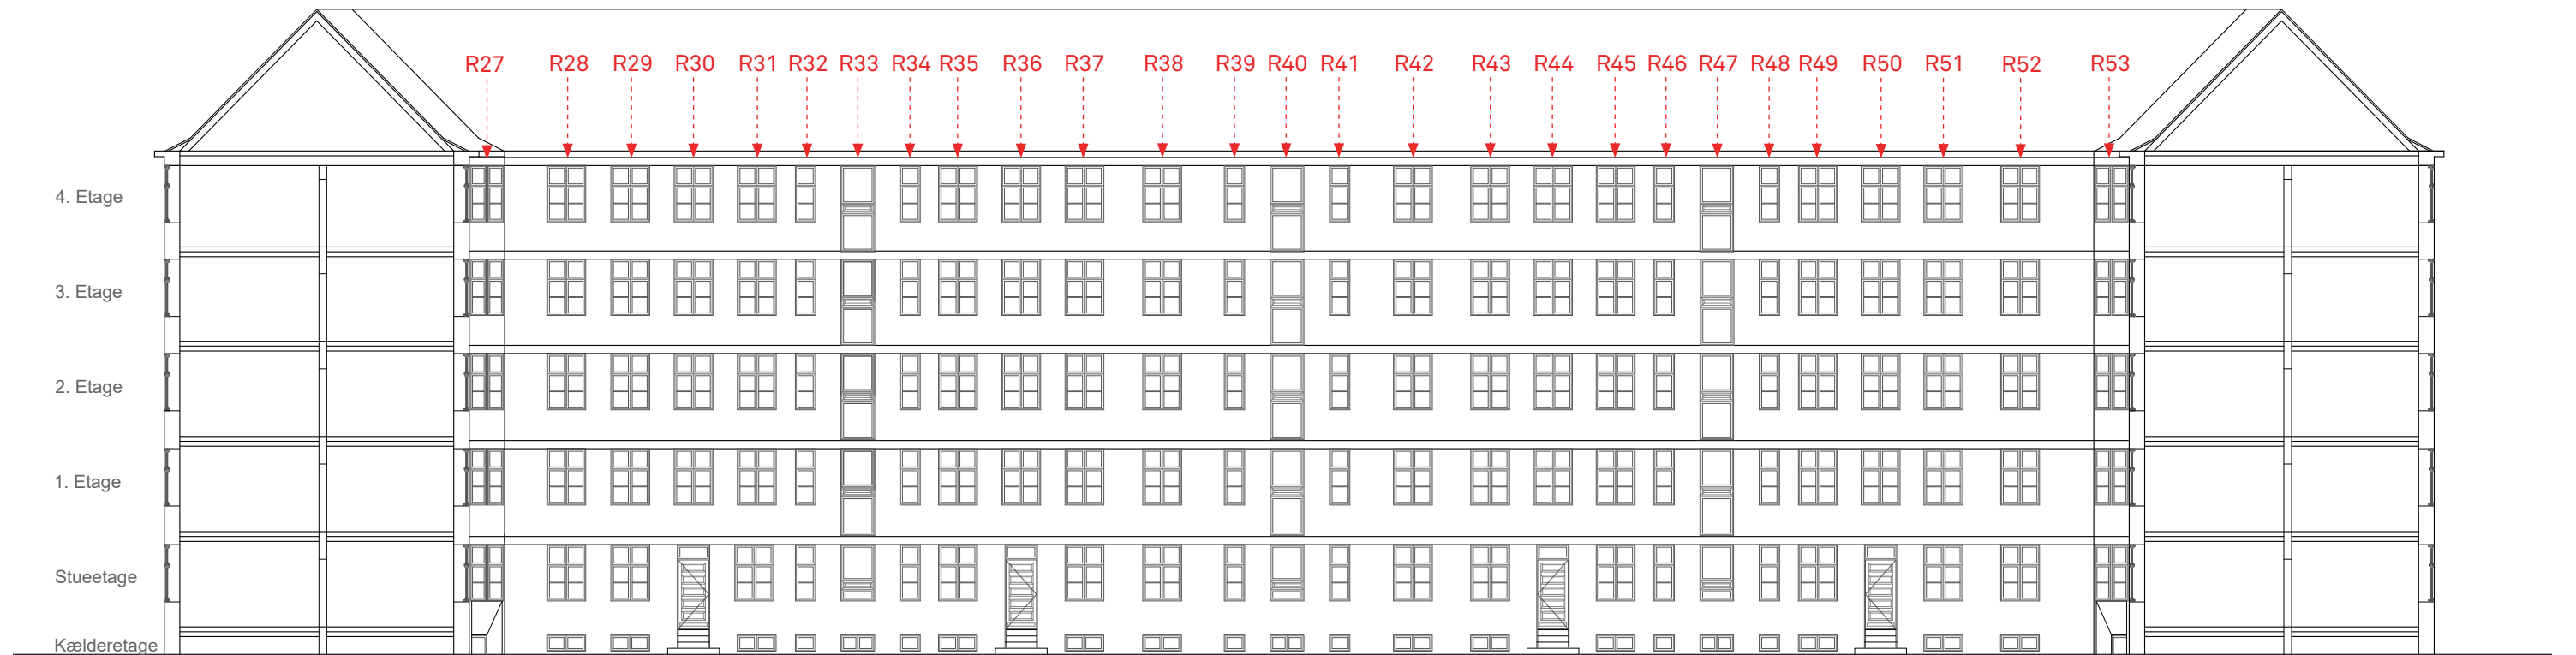 R27 R28 R29 R30 R31 R32 R33 R34 R35 R36 R37 R38 R39 R40 R41 R42 R43 R44 R45 R46 R47 R48 R49 R50 R51 R52 R53
4. Etage
3. Etage
2. Etage
1. Etage
Stueetage
Kælderetage